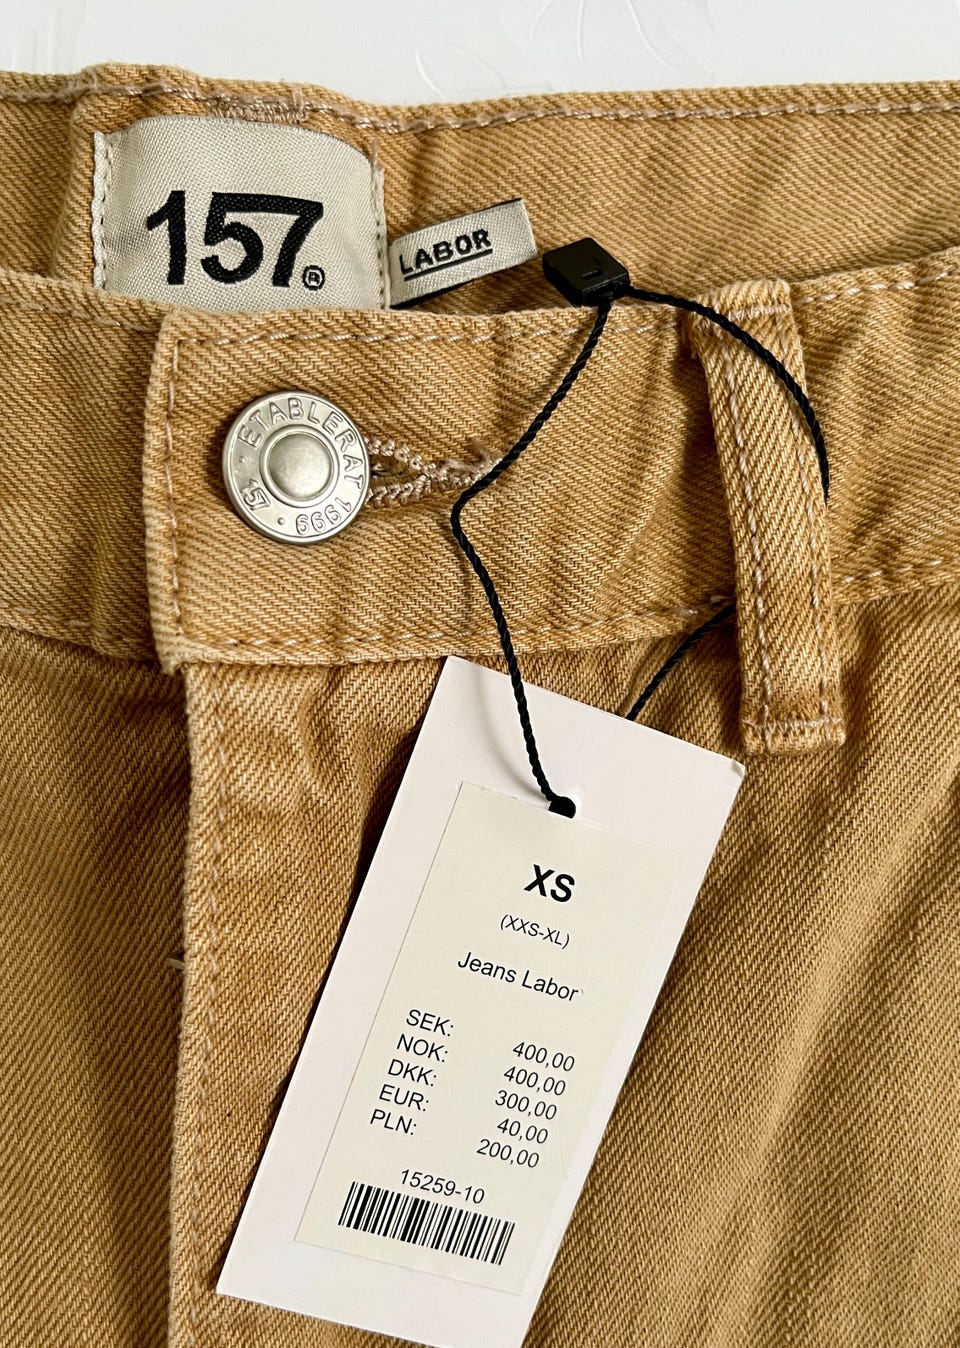 157®
LABOR
ETABLERAT 1999 · 157 ·
XS
(XXS-XL)
Jeans Labor
SEK: 400,00
NOK: 400,00
DKK: 300,00
EUR: 40,00
PLN: 200,00
15259-10